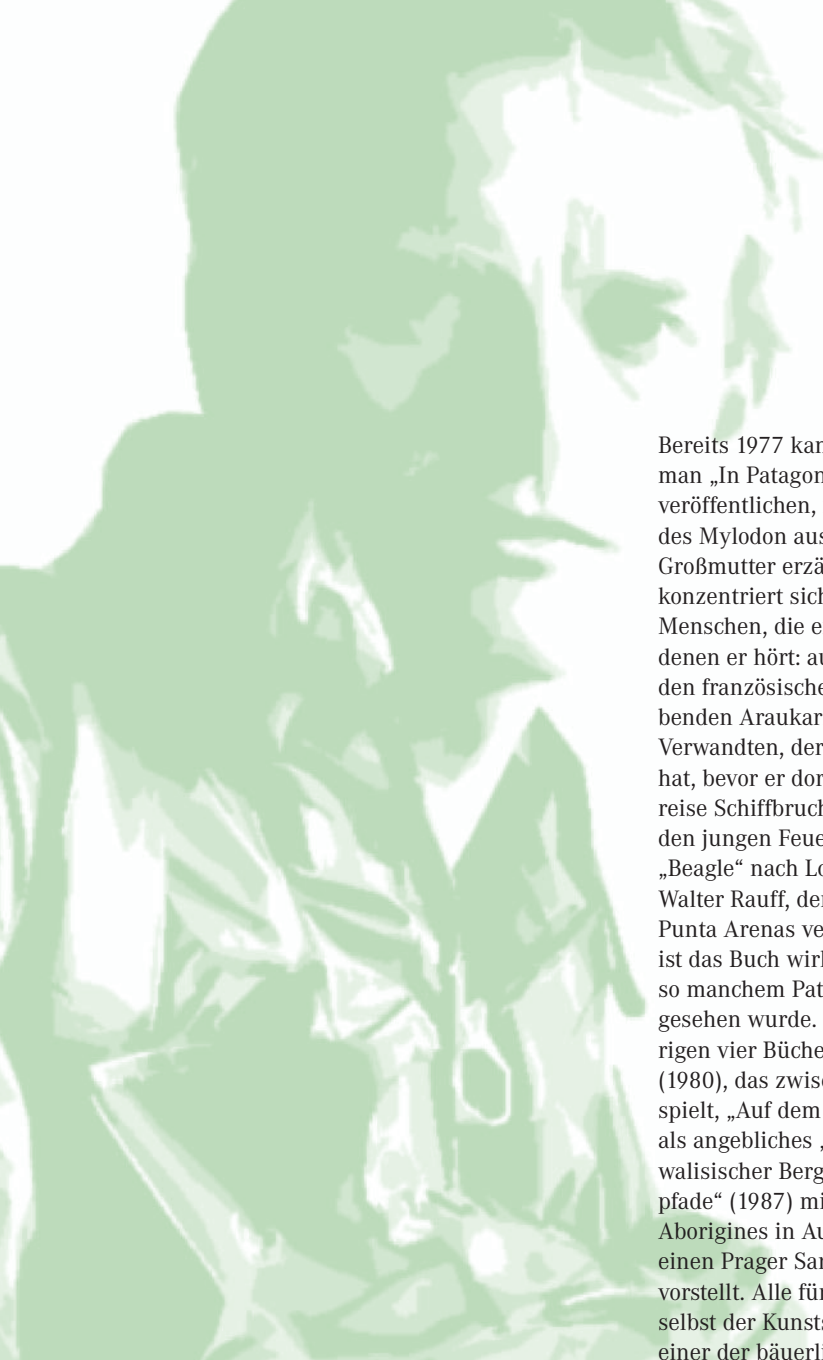 Bereits 1977 kan
man „In Patagon
veröffentlichen,
des Mylodon aus
Großmutter erzä
konzentriert sich
Menschen, die e
denen er hört: au
den französische
benden Araukar
Verwandten, der
hat, bevor er dor
reise Schiffbruch
den jungen Feue
„Beagle“ nach Lo
Walter Rauff, der
Punta Arenas ve
ist das Buch wirk
so manchem Pat
gesehen wurde.
rigen vier Büche
(1980), das zwisc
spielt, „Auf dem
als angebliches „
walisischer Berg
pfade“ (1987) mi
Aborigines in Au
einen Prager Sar
vorstellt. Alle für
selbst der Kunsts
einer der bäuerli